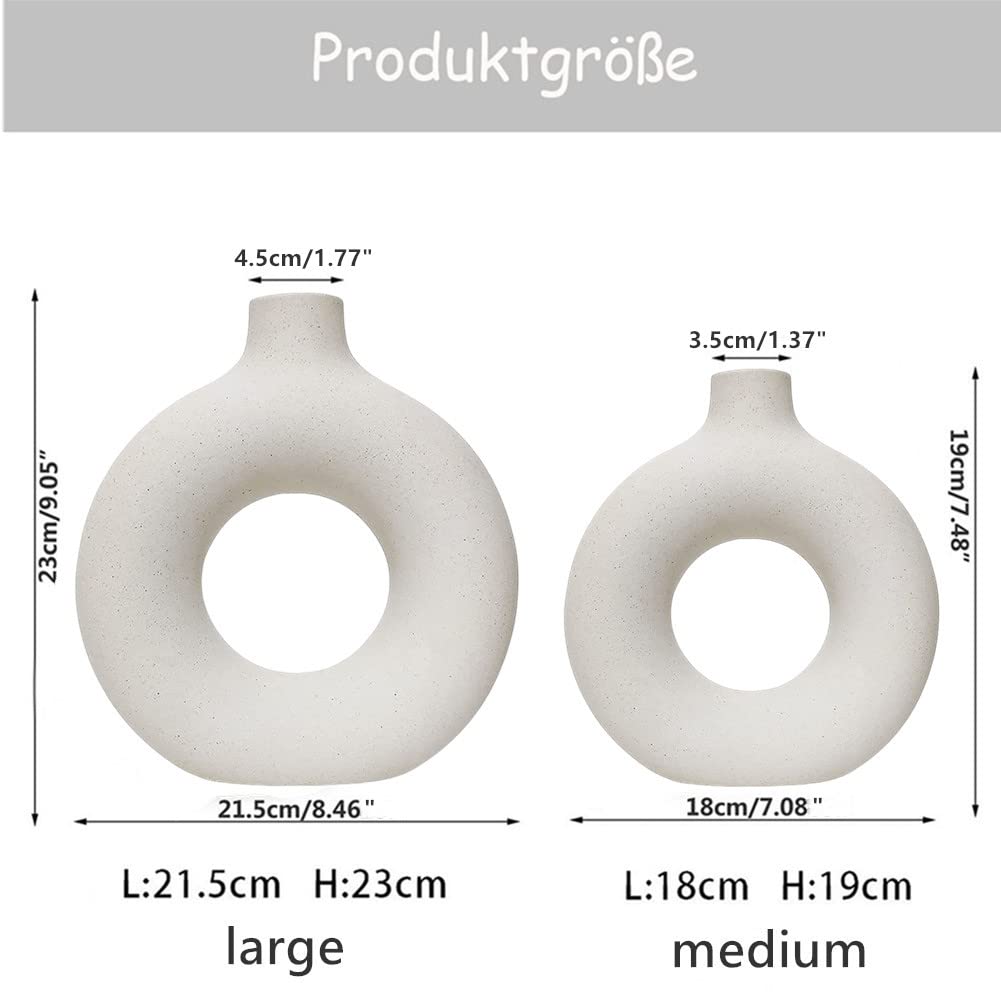 Produktgröße
4.5cm/1.77"
3.5cm/1.37"
23cm/9.05”
19cm/7.48"
21.5cm/8.46 "
18cm/7.08"
L:21.5cm H:23cm
L:18cm H:19cm
large
medium